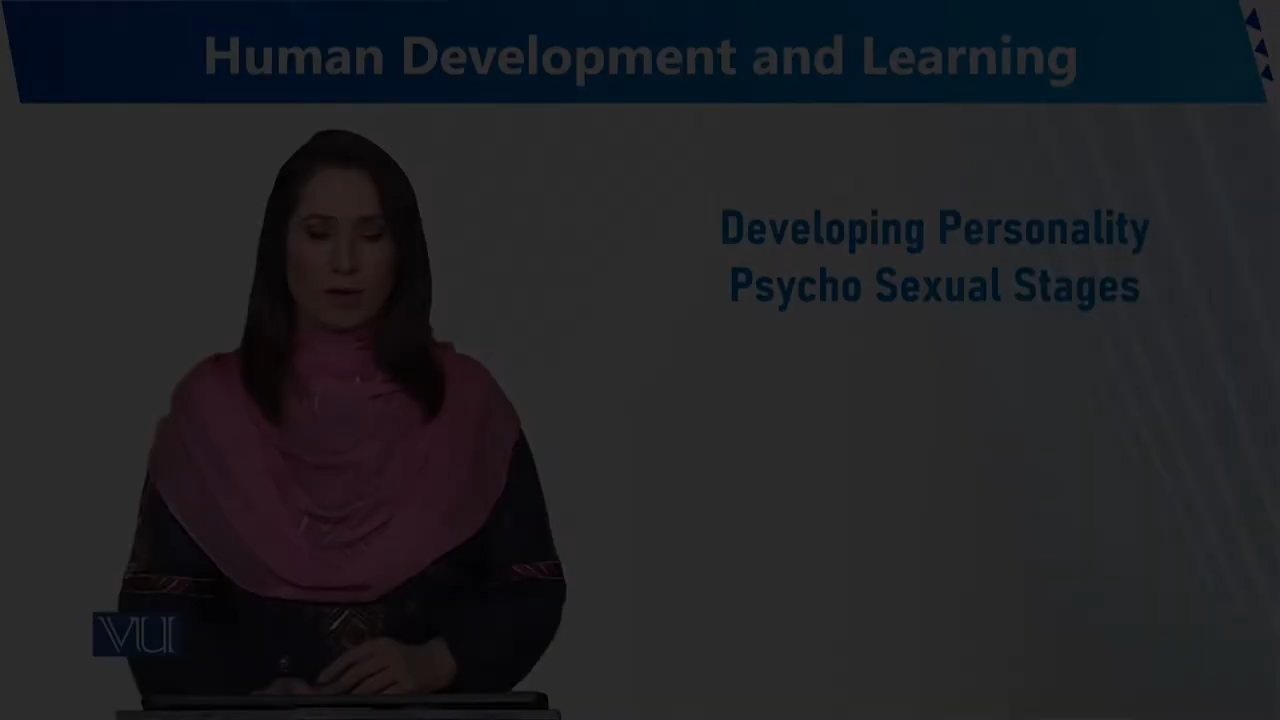 Human Development and Learning
Developing Personality
Psycho Sexual Stages
VU